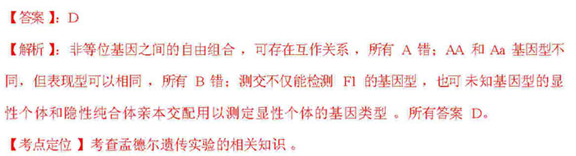 【答案】：D
【解析】：非等位基因之间的自由组合，可存在互作关系，所有 A 错；AA 和 Aa 基因型不
同，但表现型可以相同，所有 B 错；测交不仅能检测 F1 的基因型，也可未知基因型的显
性个体和隐性纯合体亲本交配用以测定显性个体的基因类型 。所有答案 D。
【考点定位 】考查孟德尔遗传实验的相关知识 。